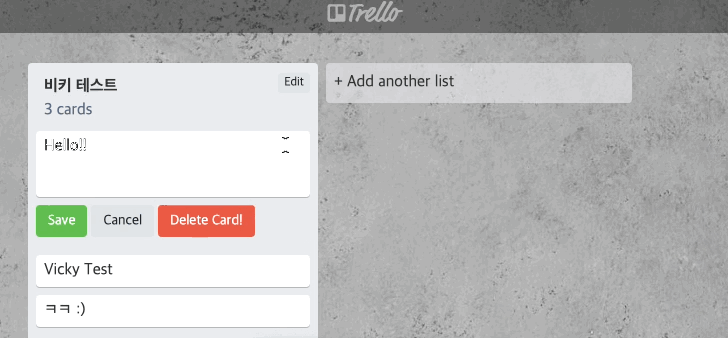 Trello
비키 테스트
Edit
+ Add another list
3 cards
Hello!!
Save
Cancel
Delete Card!
Vicky Test
ㅋㅋ :)